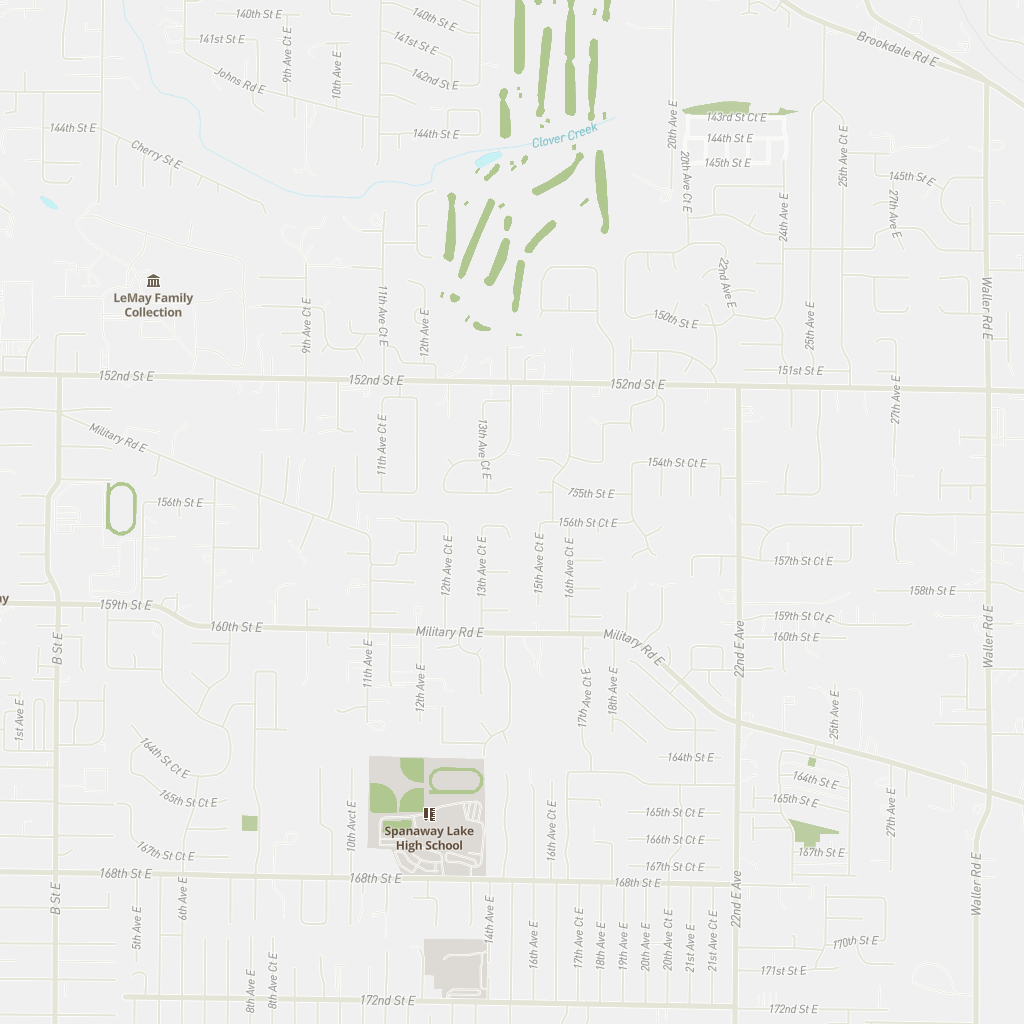 140th St E
140th St E
141st St E
9th Ave Ct E
141st St E
Brookdale Rd E
Johns Rd E
10th Ave E
142nd St E
144th St E
144th St E
Clover Creek
20th Ave E
143rd St Ct E
144th St E
Cherry St E
145th St E
25th Ave Ct E
145th St E
20th Ave Ct E
24th Ave E
27th Ave E
LeMay Family
Collection
22nd Ave E
Waller Rd E
9th Ave Ct E
11th Ave Ct E
12th Ave E
150th St E
25th Ave E
152nd St E
152nd St E
152nd St E
151st St E
27th Ave E
Military Rd E
11th Ave Ct E
13th Ave Ct E
154th St Ct E
156th St E
155th St E
156th St Ct E
12th Ave Ct E
13th Ave Ct E
15th Ave Ct E
16th Ave Ct E
157th St Ct E
158th St E
ay
159th St E
160th St E
Military Rd E
Military Rd E
159th St Ct E
160th St E
B St E
22nd E Ave
Waller Rd E
11th Ave E
12th Ave E
17th Ave Ct E
18th Ave E
1st Ave E
25th Ave E
164th St Ct E
164th St E
164th St E
165th St Ct E
165th St E
165th St E
10th Avct E
Spanaway Lake
High School
16th Ave Ct E
27th Ave E
166th St E
167th St Ct E
167th St E
167th St Ct E
168th St E
168th St E
168th St E
B St E
6th Ave E
22nd E Ave
Waller Rd E
5th Ave E
14th Ave E
16th Ave E
17th Ave Ct E
18th Ave E
19th Ave E
20th Ave E
20th Ave Ct E
21st Ave E
21st Ave Ct E
170th St E
8th Ave E
8th Ave Ct E
171st St E
172nd St E
172nd St E